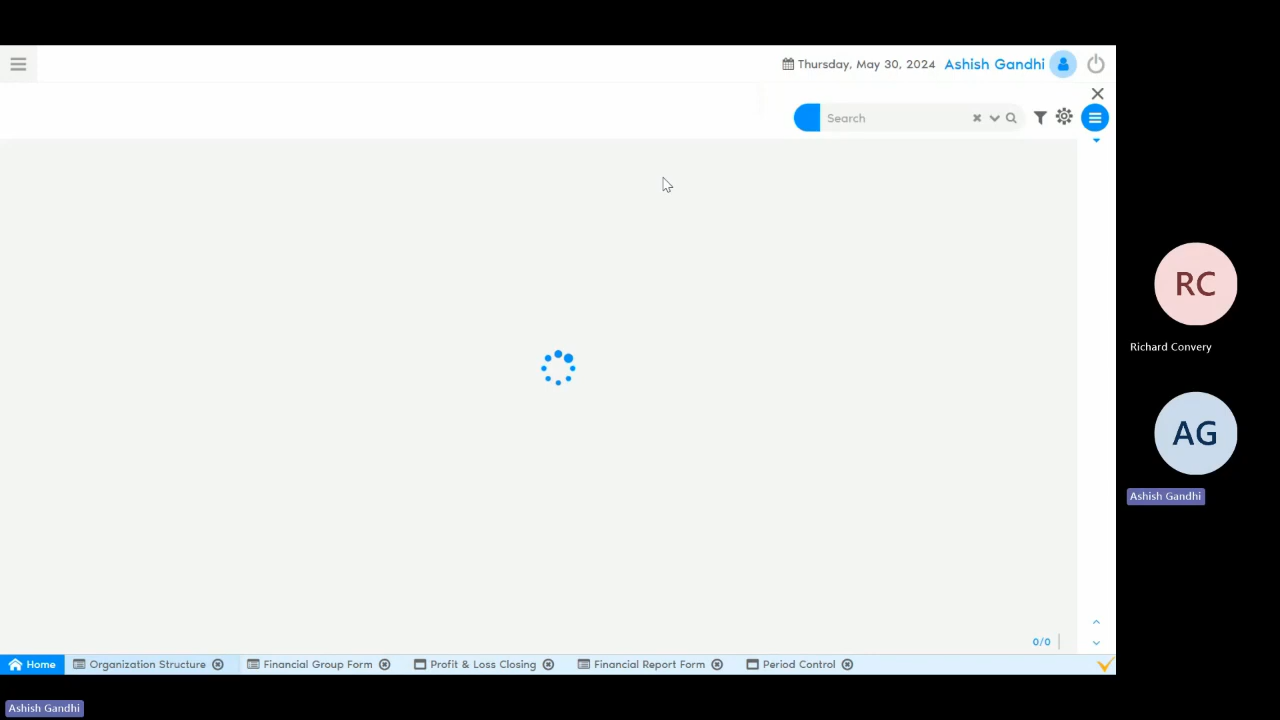 Thursday, May 30, 2024 Ashish Gandhi
Search
RC
Richard Convery
AG
Ashish Gandhi
0/0
Home Organization Structure Financial Group Form Profit & Loss Closing Financial Report Form Period Control
Ashish Gandhi